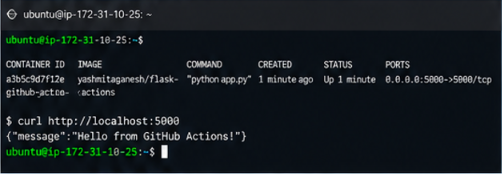 ubuntu@ip-172-31-10-25: ~
ubuntu@ip-172-31-10-25:~$
CONTAINER ID IMAGE COMMAND CREATED STATUS PORTS
a3b5c9d7f12e yashmitaganesh/flask- "python app.py" 1 minute ago Up 1 minute 0.0.0.0:5000->5000/tcp
github-actco- actions
$ curl http://localhost:5000
{"message":"Hello from GitHub Actions!"}
ubuntu@ip-172-31-10-25:~$